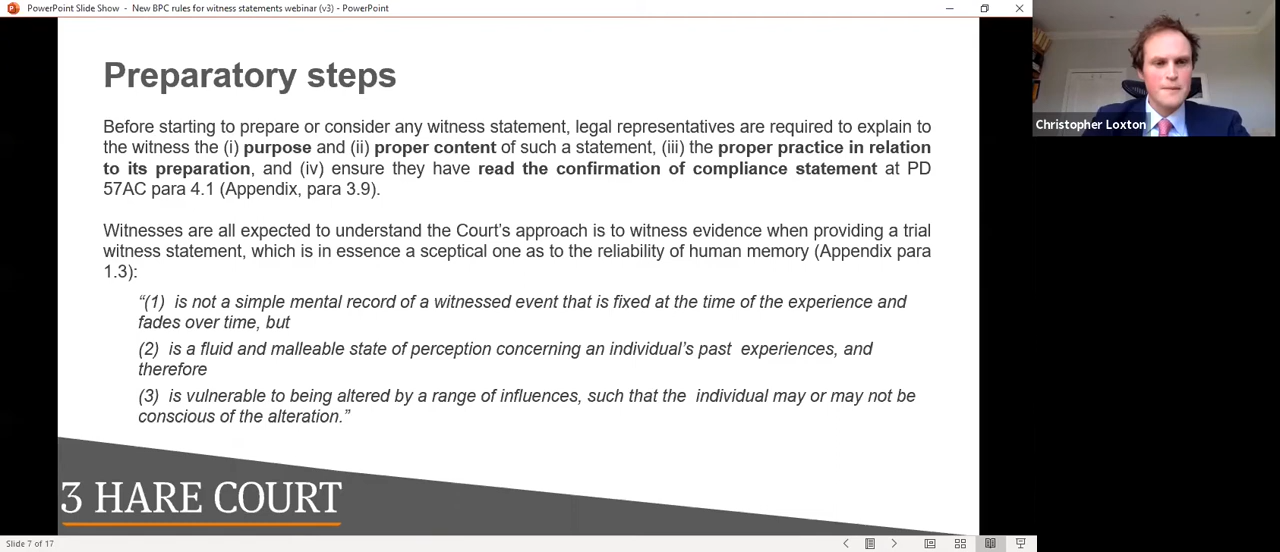 PowerPoint Slide Show - New BPC rules for witness statements webinar (v3) - PowerPoint
Preparatory steps
Before starting to prepare or consider any witness statement, legal representatives are required to explain to
the witness the (i) purpose and (ii) proper content of such a statement, (iii) the proper practice in relation
to its preparation, and (iv) ensure they have read the confirmation of compliance statement at PD
57AC para 4.1 (Appendix, para 3.9).
Witnesses are all expected to understand the Court's approach is to witness evidence when providing a trial
witness statement, which is in essence a sceptical one as to the reliability of human memory (Appendix para
1.3):
“(1) is not a simple mental record of a witnessed event that is fixed at the time of the experience and
fades over time, but
(2) is a fluid and malleable state of perception concerning an individual's past experiences, and
therefore
(3) is vulnerable to being altered by a range of influences, such that the individual may or may not be
conscious of the alteration.”
3 HARE COURT
Slide 7 of 17
Christopher Loxton